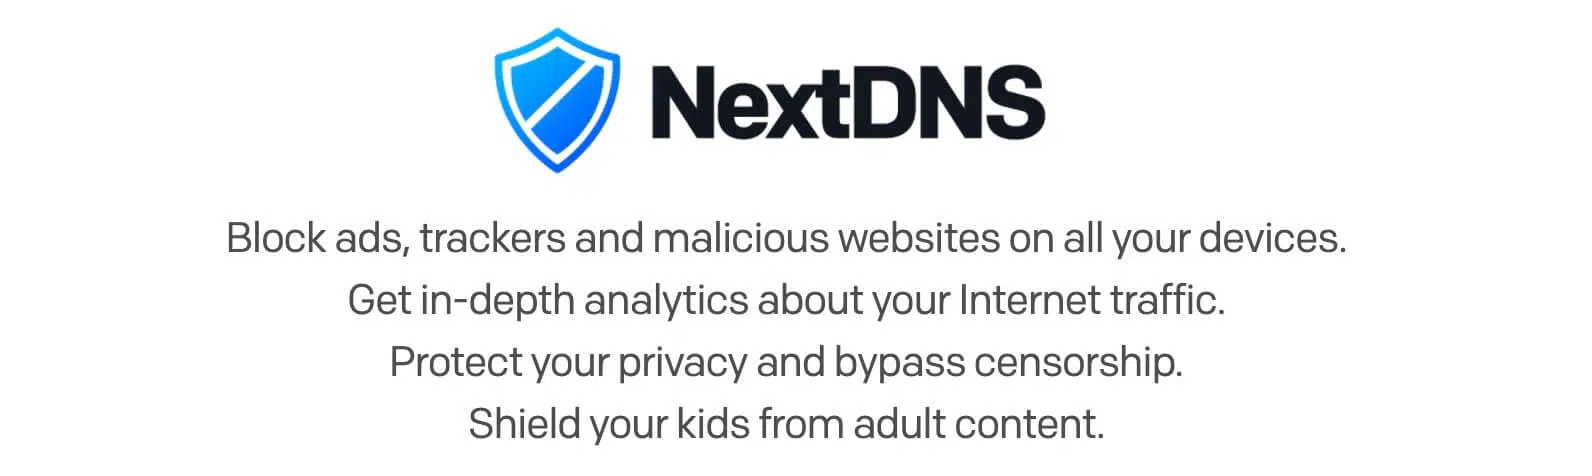 NextDNS
Block ads, trackers and malicious websites on all your devices.
Get in-depth analytics about your Internet traffic.
Protect your privacy and bypass censorship.
Shield your kids from adult content.